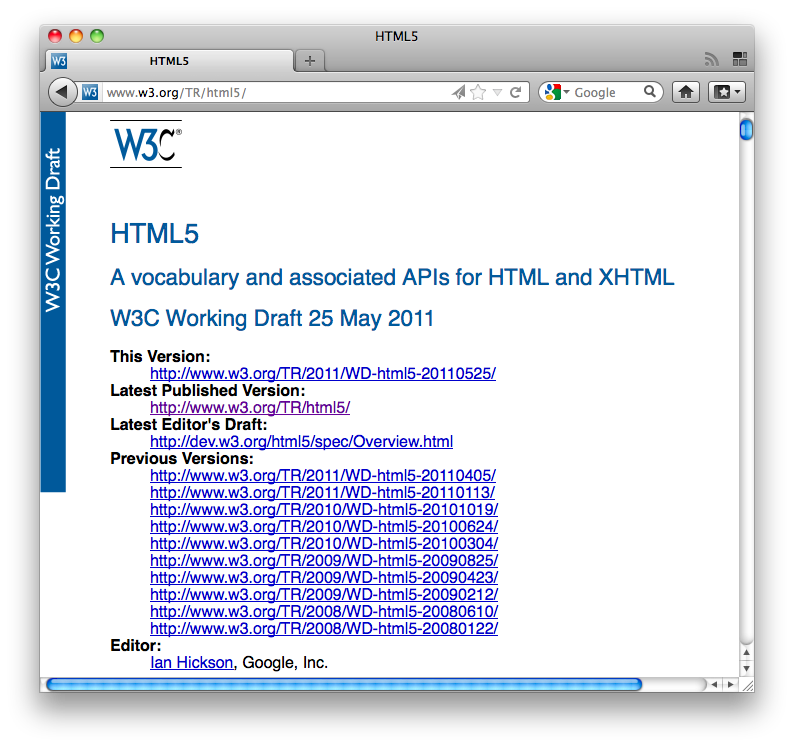 HTML5
W3 HTML5
W3 www.w3.org/TR/html5/ Google
W3C Working Draft
W3C®
HTML5
A vocabulary and associated APIs for HTML and XHTML
W3C Working Draft 25 May 2011
This Version:
http://www.w3.org/TR/2011/WD-html5-20110525/
Latest Published Version:
http://www.w3.org/TR/html5/
Latest Editor's Draft:
http://dev.w3.org/html5/spec/Overview.html
Previous Versions:
http://www.w3.org/TR/2011/WD-html5-20110405/
http://www.w3.org/TR/2011/WD-html5-20110113/
http://www.w3.org/TR/2010/WD-html5-20101019/
http://www.w3.org/TR/2010/WD-html5-20100624/
http://www.w3.org/TR/2010/WD-html5-20100304/
http://www.w3.org/TR/2009/WD-html5-20090825/
http://www.w3.org/TR/2009/WD-html5-20090423/
http://www.w3.org/TR/2009/WD-html5-20090212/
http://www.w3.org/TR/2008/WD-html5-20080610/
http://www.w3.org/TR/2008/WD-html5-20080122/
Editor:
Ian Hickson, Google, Inc.